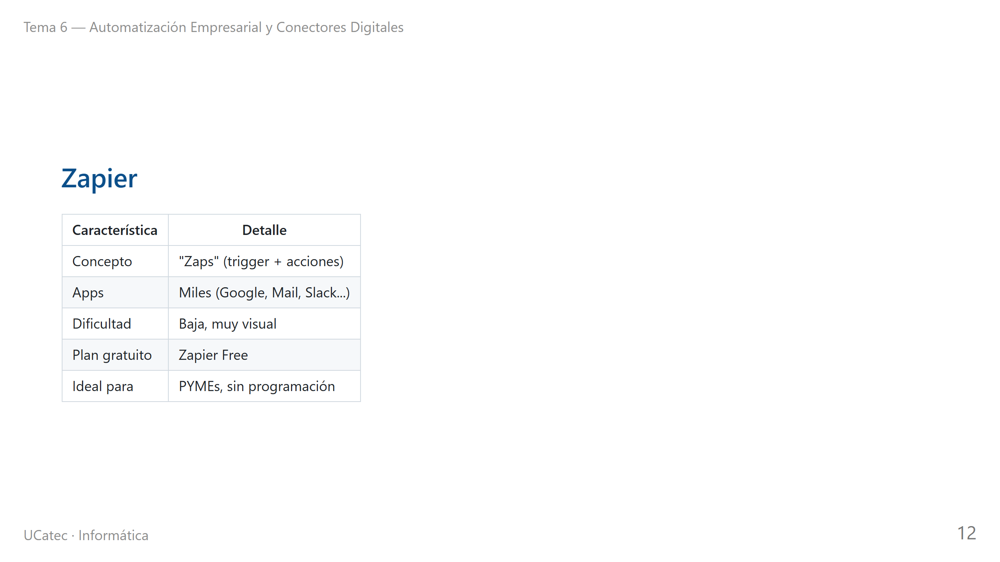 Tema 6 — Automatización Empresarial y Conectores Digitales
Zapier
Característica Detalle
Concepto "Zaps" (trigger + acciones)
Apps Miles (Google, Mail, Slack...)
Dificultad Baja, muy visual
Plan gratuito Zapier Free
Ideal para PYMEs, sin programación
UCatec · Informática
12